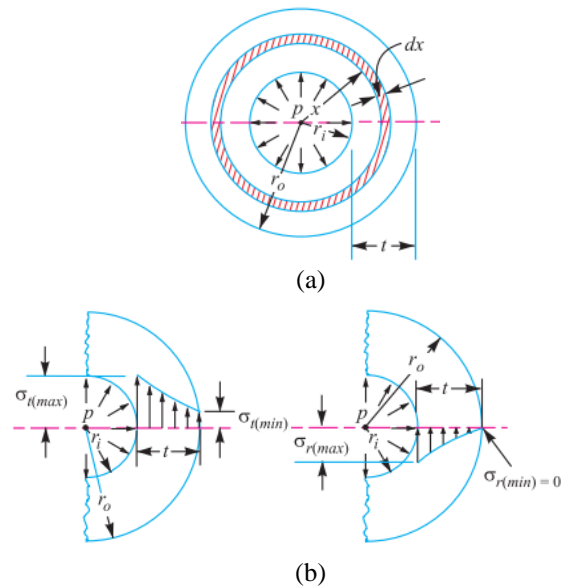 dx
p x
r_i
r_o
t
(a)
σ_t(max)
p
r_i
t
σ_t(min)
r_o
r_o
t
σ_r(max)
p
r_i
σ_r(min) = 0
(b)